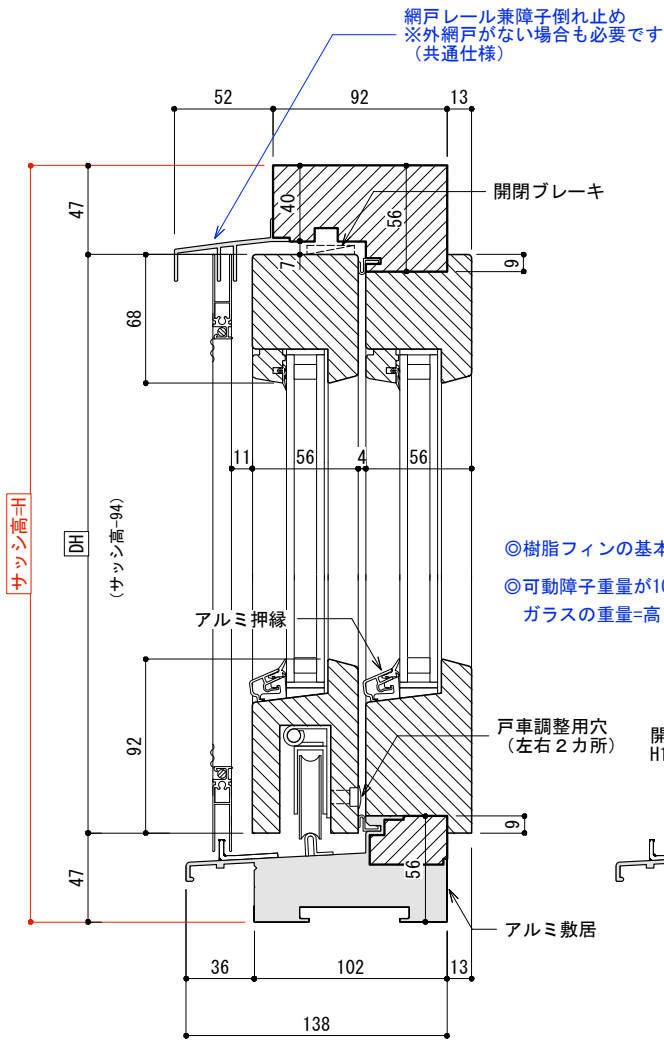 網戸レール兼障子倒れ止め
※外網戸がない場合も必要です
（共通仕様）
52
92
13
47
40
56
開閉ブレーキ
7
9
68
11
56
4
56
サッシ高=H
DH
(サッシ高-94)
◎樹脂フィンの基本
◎可動障子重量が10
ガラスの重量=高
アルミ押縁
92
戸車調整用穴
（左右２カ所）
開
H1
9
47
56
アルミ敷居
36
102
13
138